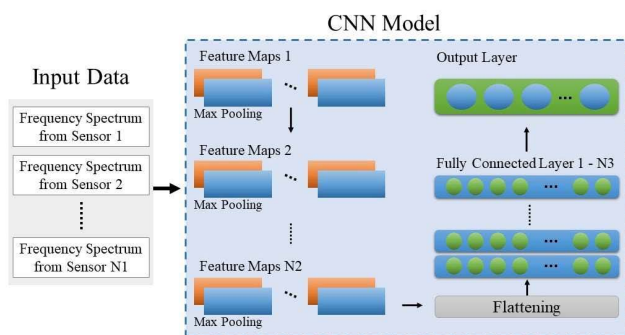 CNN Model
Input Data
Frequency Spectrum
from Sensor 1
Frequency Spectrum
from Sensor 2
Frequency Spectrum
from Sensor N1
Feature Maps 1
Max Pooling
Feature Maps 2
Max Pooling
Feature Maps N2
Max Pooling
Output Layer
Fully Connected Layer 1 - N3
Flattening